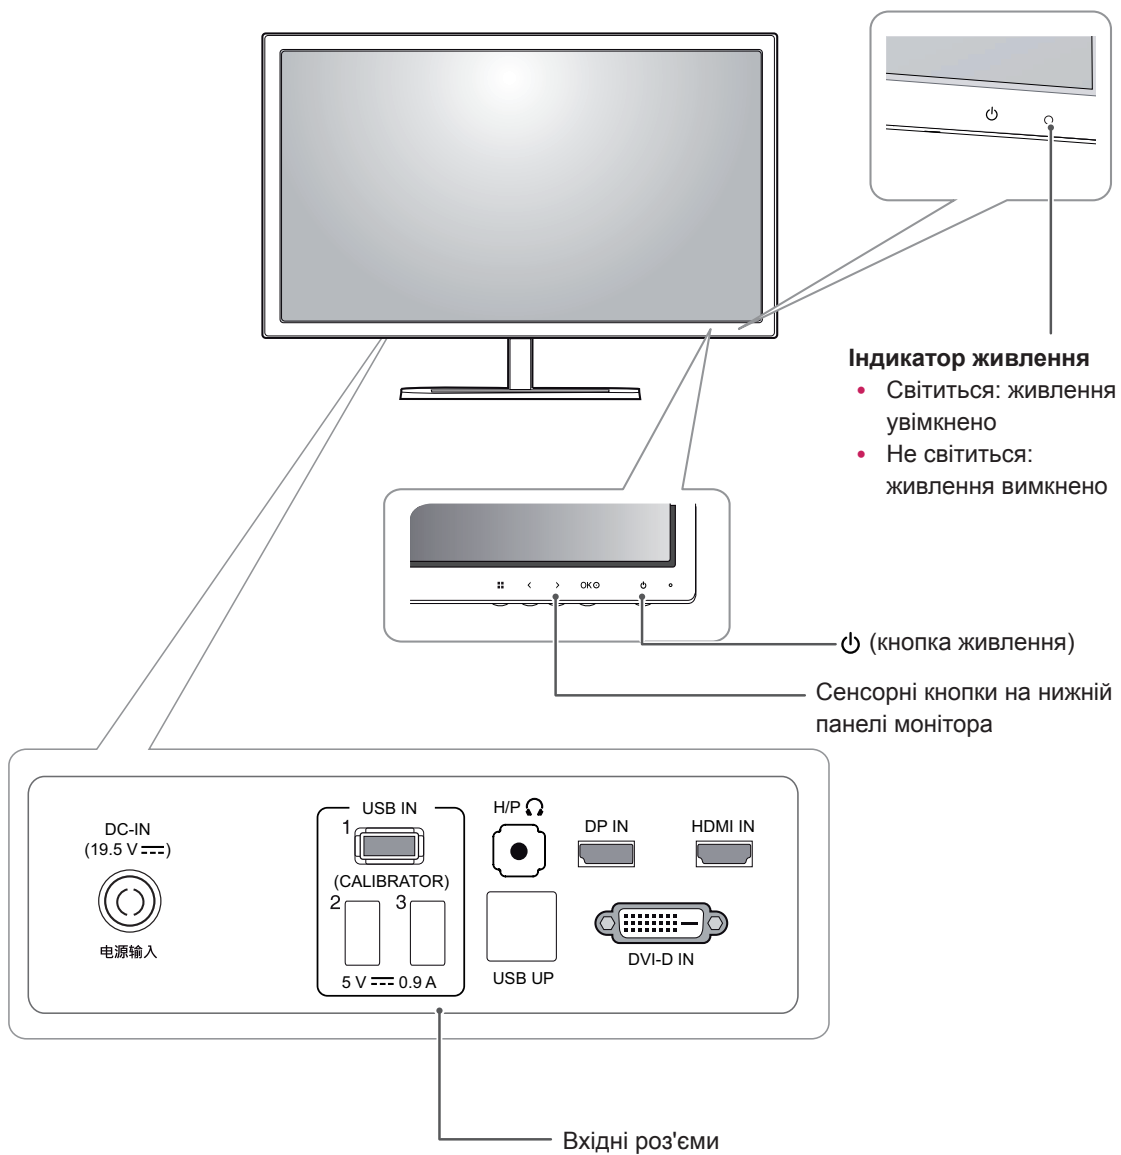 Індикатор живлення
• Світиться: живлення
увімкнено
• Не світиться:
живлення вимкнено
OK
(кнопка живлення)
Сенсорні кнопки на нижній
панелі монітора
DC-IN
(19.5 V ⎓)
电源输入
USB IN
1
(CALIBRATOR)
2 3
5 V ⎓ 0.9 A
H/P
USB UP
DP IN
HDMI IN
DVI-D IN
Вхідні роз'єми